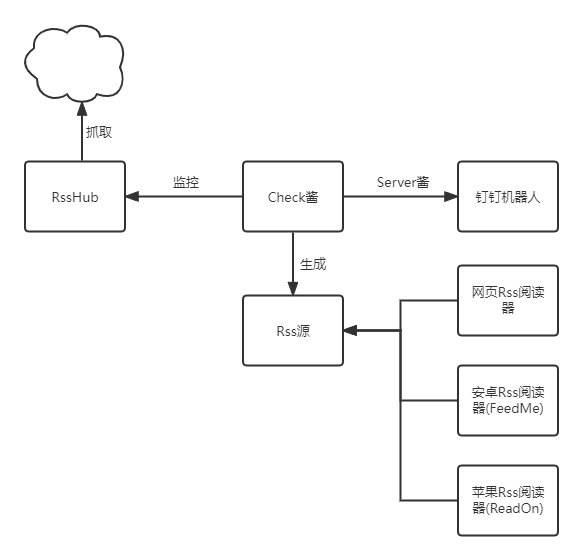 抓取
RssHub
监控
Check酱
Server酱
钉钉机器人
生成
Rss源
网页Rss阅读
器
安卓Rss阅读
器(FeedMe)
苹果Rss阅读
器(ReadOn)